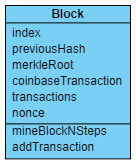 Block
index
previousHash
merkleRoot
coinbaseTransaction
transactions
nonce
mineBlockNSteps
addTransaction